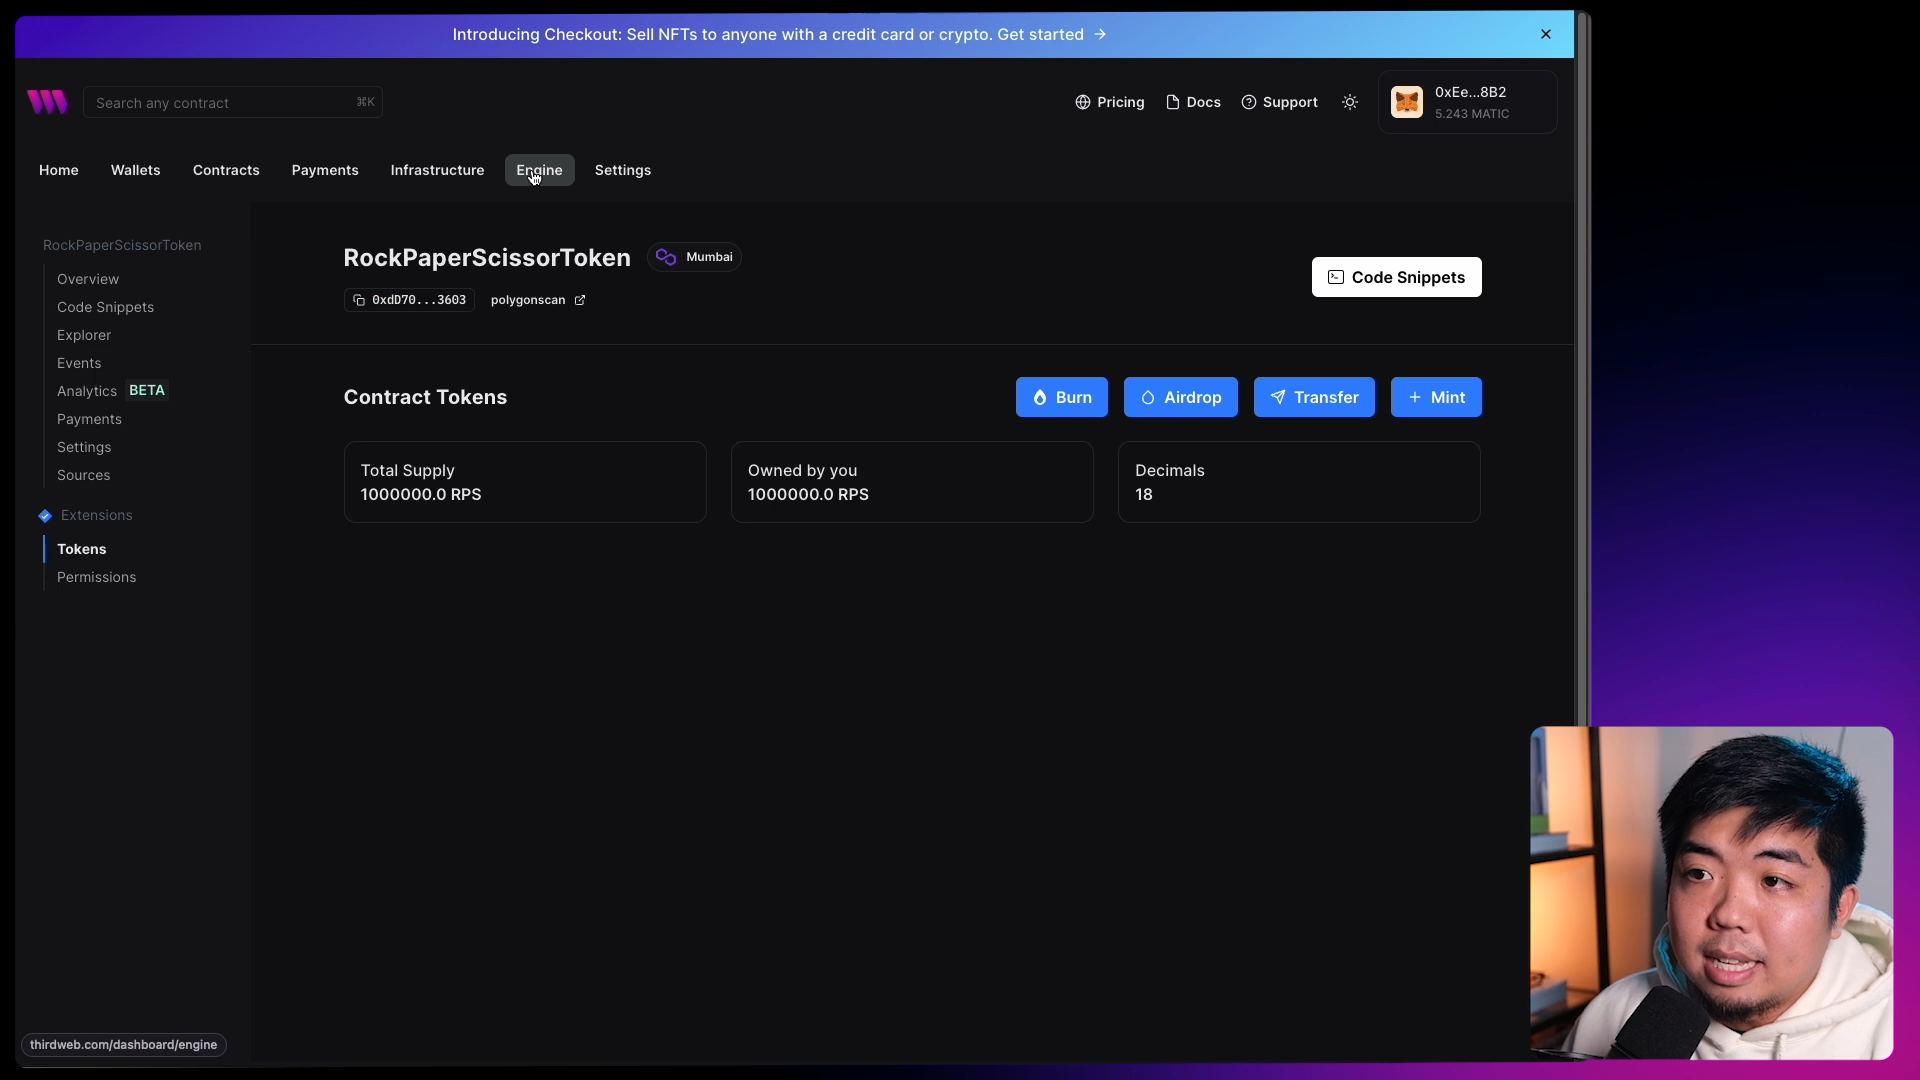 Introducing Checkout: Sell NFTs to anyone with a credit card or crypto. Get started →
Search any contract ⌘K
Pricing
Docs
Support
0xEe...8B2
5.243 MATIC
Home
Wallets
Contracts
Payments
Infrastructure
Engine
Settings
RockPaperScissorToken
Overview
Code Snippets
Explorer
Events
Analytics BETA
Payments
Settings
Sources
Extensions
Tokens
Permissions
RockPaperScissorToken
Mumbai
0xdD70...3603
polygonscan
Code Snippets
Contract Tokens
Burn
Airdrop
Transfer
+ Mint
Total Supply
1000000.0 RPS
Owned by you
1000000.0 RPS
Decimals
18
thirdweb.com/dashboard/engine